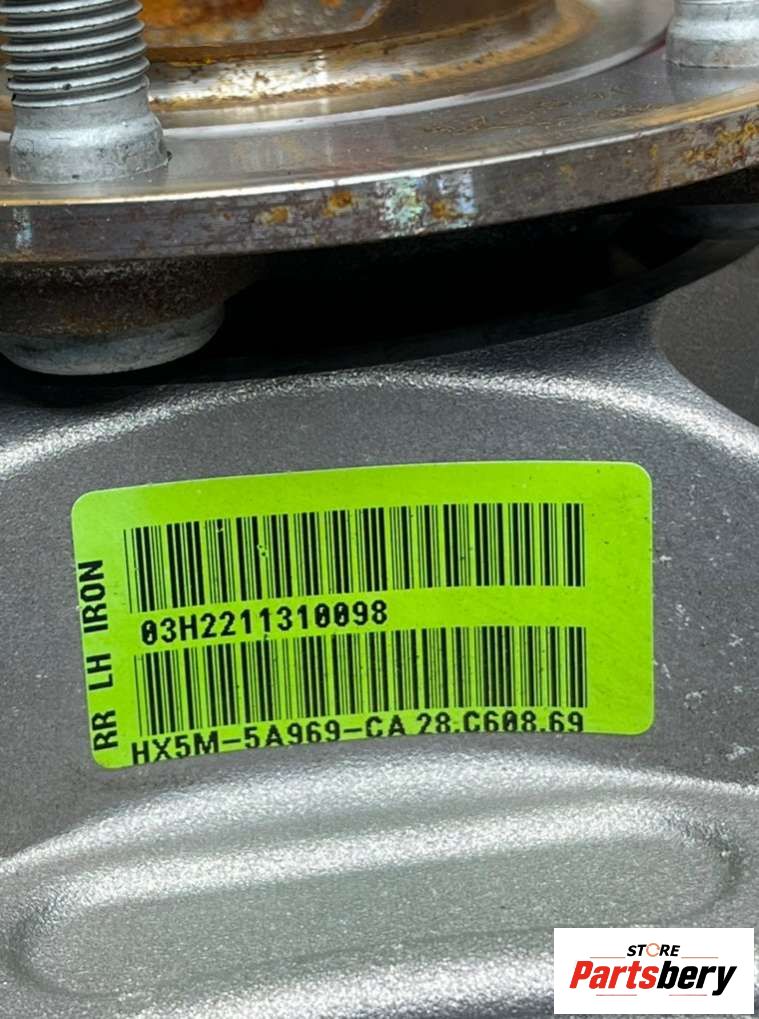 RR LH IRON
03H2211310098
HX5M-5A969-CA 28.C608.69
STORE
Partsbery